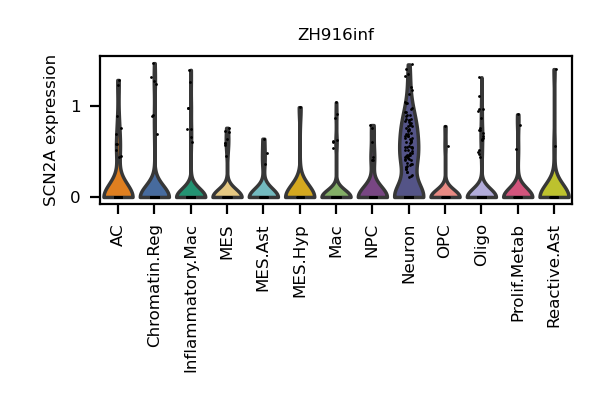 ZH916inf
SCN2A expression
1
0
AC
Chromatin.Reg
Inflammatory.Mac
MES
MES.Ast
MES.Hyp
Mac
NPC
Neuron
OPC
Oligo
Prolif.Metab
Reactive.Ast